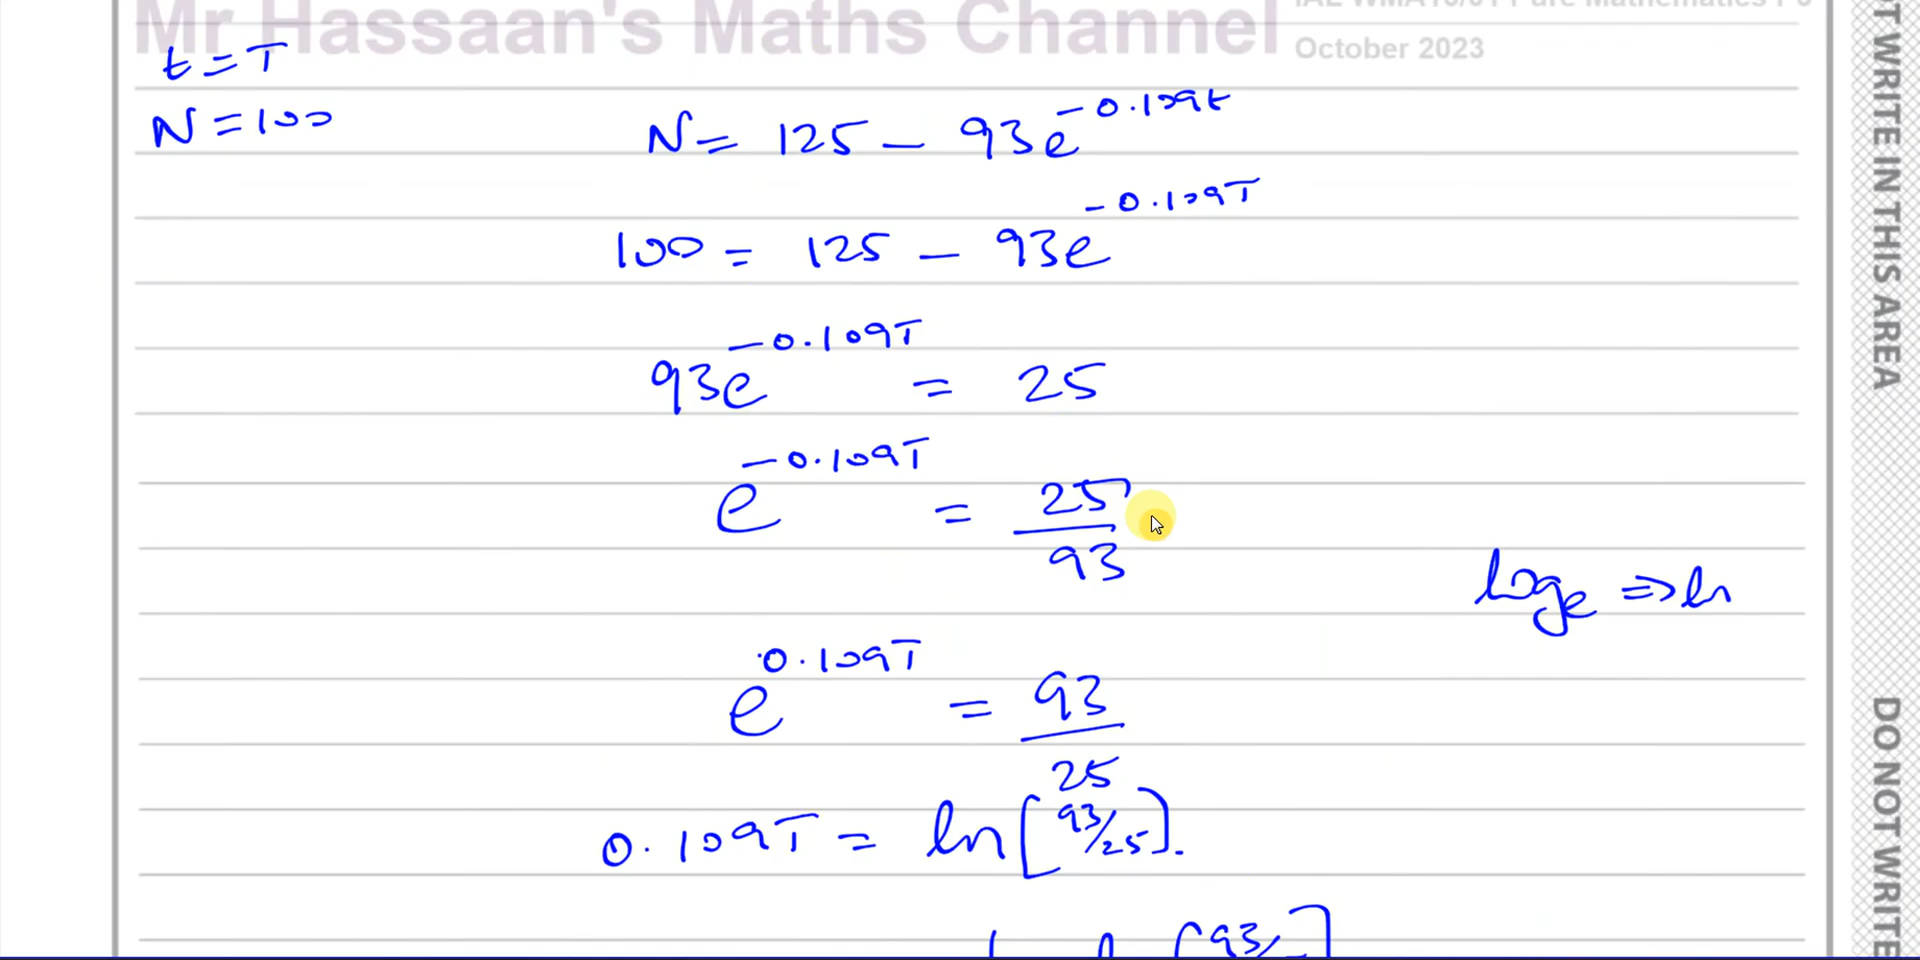 Mr Hassaan's Maths Channel
October 2023
t = T
N = 100
N = 125 - 93e^{-0.109t}
100 = 125 - 93e^{-0.109T}
93e^{-0.109T} = 25
e^{-0.109T} = 25/93
log_e ⇒ ln
e^{0.109T} = 93/25
0.109T = ln[93/25].
DO NOT WRITE
OT WRITE IN THIS AREA